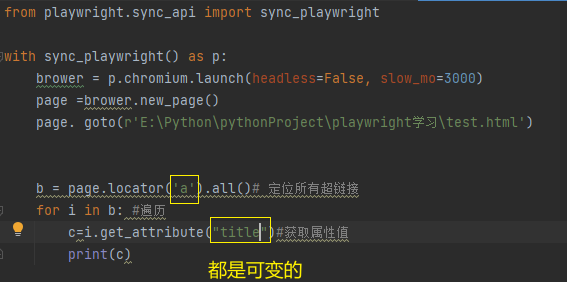 from playwright.sync_api import sync_playwright
with sync_playwright() as p:
brower = p.chromium.launch(headless=False, slow_mo=3000)
page =brower.new_page()
page. goto(r'E:\Python\pythonProject\playwright学习\test.html')
b = page.locator('a').all()# 定位所有超链接
for i in b: #遍历
c=i.get_attribute("title")#获取属性值
print(c)
都是可变的